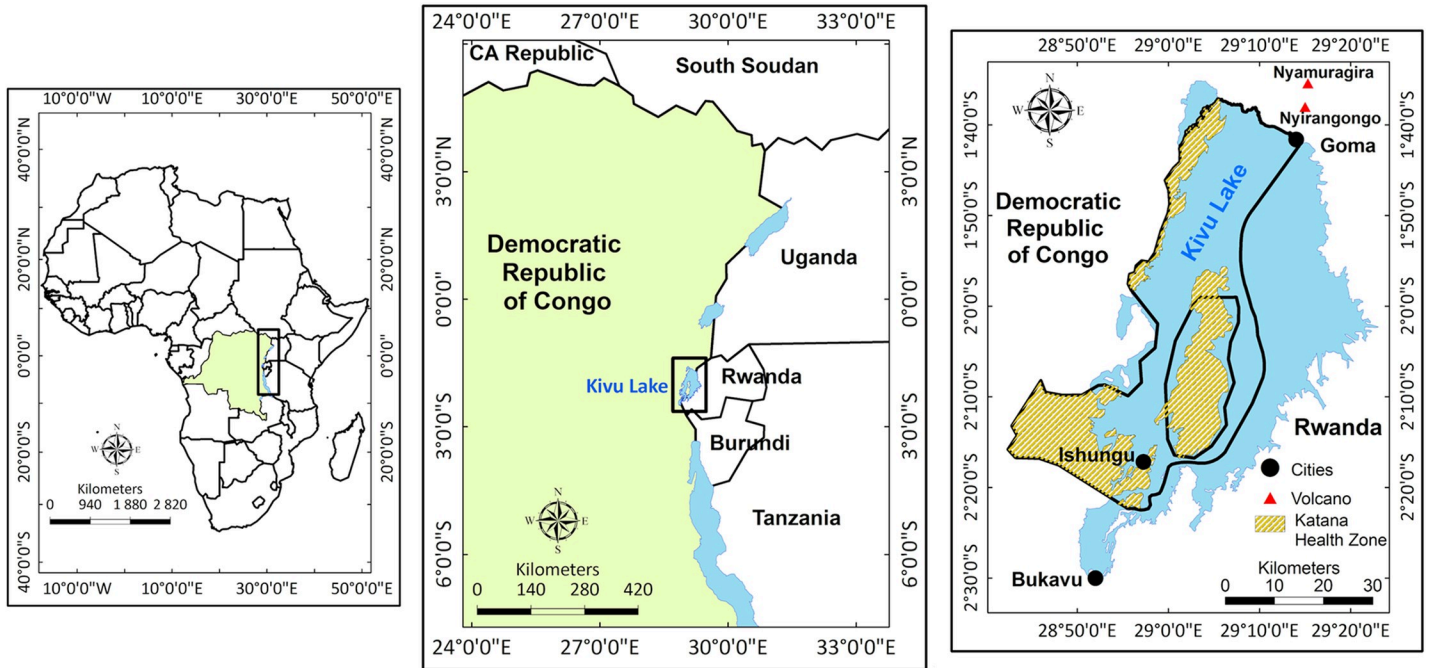 10°0'0"W 10°0'0"E 30°0'0"E 50°0'0"E
40°0'0"N
20°0'0"N
0°0'0"
20°0'0"S
40°0'0"S
40°0'0"N
20°0'0"N
0°0'0"
20°0'0"S
40°0'0"S
N
W E
S
Kilometers
0 940 1 880 2 820
10°0'0"W 10°0'0"E 30°0'0"E 50°0'0"E
24°0'0"E 27°0'0"E 30°0'0"E 33°0'0"E
CA Republic
South Soudan
3°0'0"N
0°0'0"
3°0'0"S
6°0'0"S
3°0'0"N
0°0'0"
3°0'0"S
6°0'0"S
Democratic
Republic
of Congo
Uganda
Kivu Lake
Rwanda
Burundi
Tanzania
N
W E
S
Kilometers
0 140 280 420
24°0'0"E 27°0'0"E 30°0'0"E 33°0'0"E
28°50'0"E 29°0'0"E 29°10'0"E 29°20'0"E
1°40'0"S
1°50'0"S
2°0'0"S
2°10'0"S
2°20'0"S
2°30'0"S
1°40'0"S
1°50'0"S
2°0'0"S
2°10'0"S
2°20'0"S
2°30'0"S
N
W E
S
Nyamuragira
Nyirangongo
Goma
Democratic
Republic
of Congo
Kivu Lake
Rwanda
Ishungu
Cities
Volcano
Katana
Health Zone
Bukavu
Kilometers
0 10 20 30
28°50'0"E 29°0'0"E 29°10'0"E 29°20'0"E